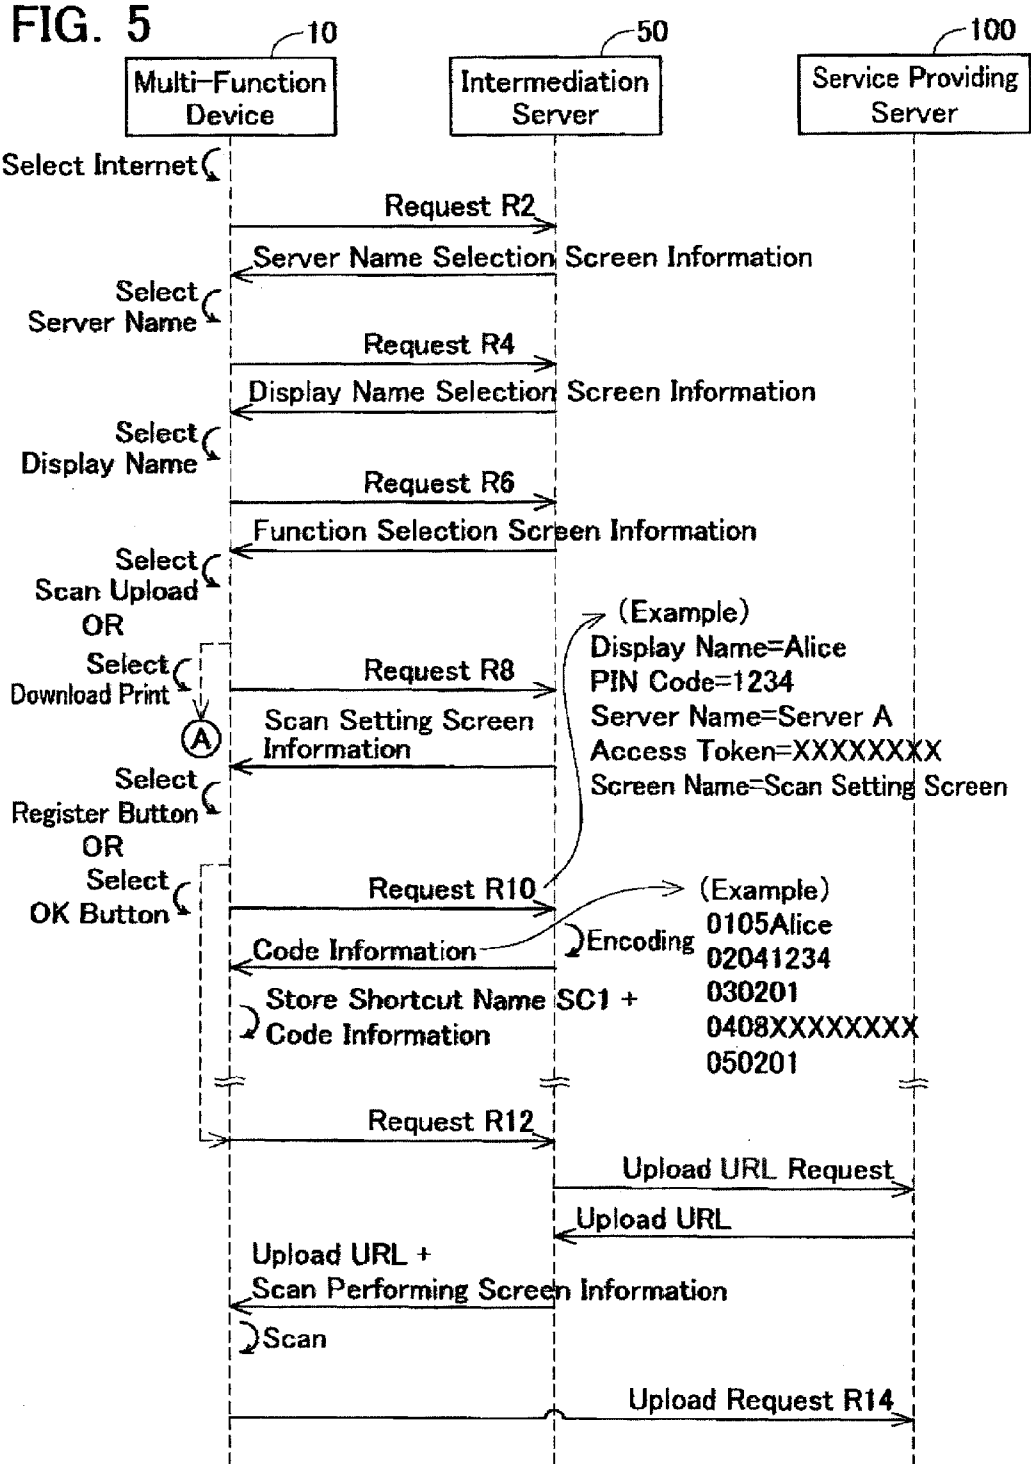 FIG. 5
10
50
100
Multi-Function
Device
Intermediation
Server
Service Providing
Server
Select Internet
Request R2
Server Name Selection Screen Information
Select
Server Name
Request R4
Display Name Selection Screen Information
Select
Display Name
Request R6
Function Selection Screen Information
Select
Scan Upload
OR
Select
Download Print
A
Request R8
Scan Setting Screen
Information
(Example)
Display Name=Alice
PIN Code=1234
Server Name=Server A
Access Token=XXXXXXXX
Screen Name=Scan Setting Screen
Select
Register Button
OR
Select
OK Button
Request R10
Encoding
Code Information
(Example)
0105Alice
02041234
030201
0408XXXXXXXX
050201
Store Shortcut Name SC1 +
Code Information
Request R12
Upload URL Request
Upload URL
Upload URL +
Scan Performing Screen Information
Scan
Upload Request R14